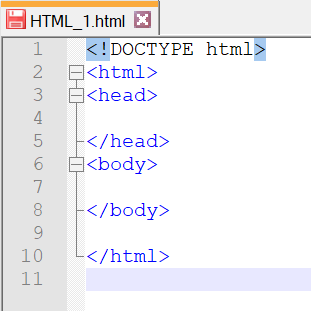 HTML_1.html
1 <!DOCTYPE html>
2 <html>
3 <head>
4
5 </head>
6 <body>
7
8 </body>
9
10 </html>
11